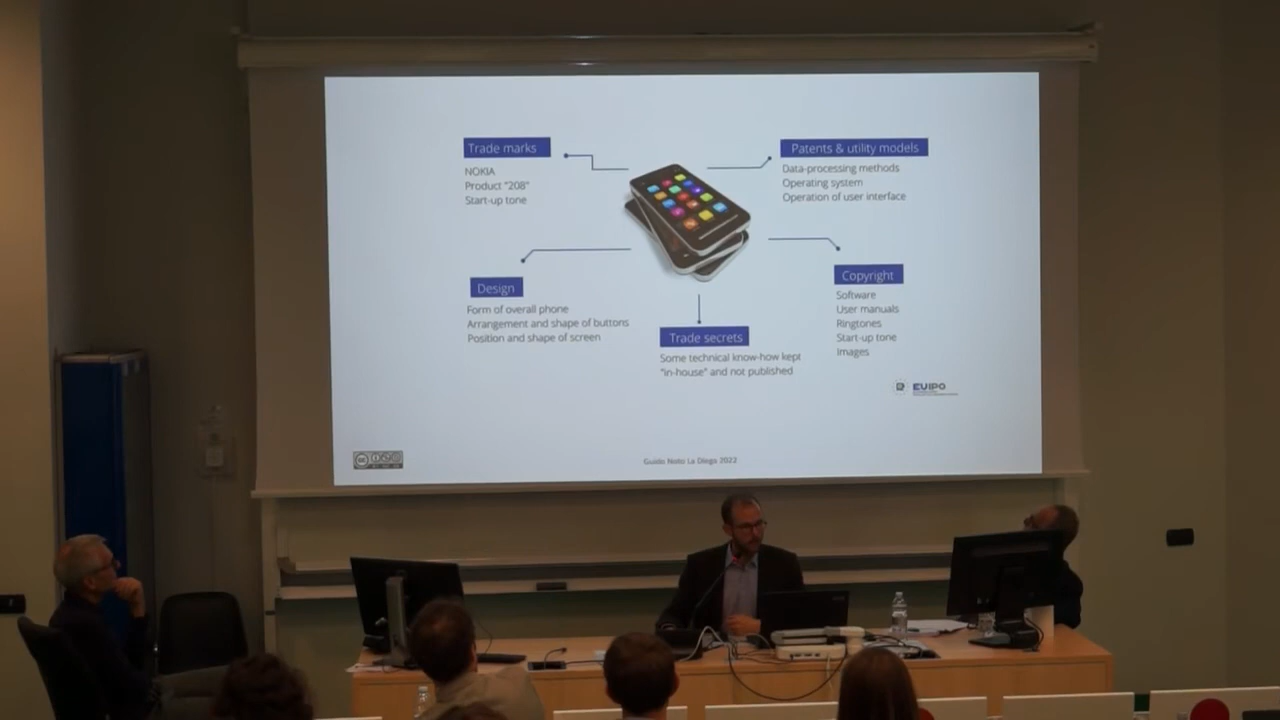 Trade marks
NOKIA
Product "208"
Start-up tone
Patents & utility models
Data-processing methods
Operating system
Operation of user interface
Design
Form of overall phone
Arrangement and shape of buttons
Position and shape of screen
Trade secrets
Some technical know-how kept
"in-house" and not published
Copyright
Software
User manuals
Ringtones
Start-up tone
Images
EUIPO
Guido Noto La Diega 2022